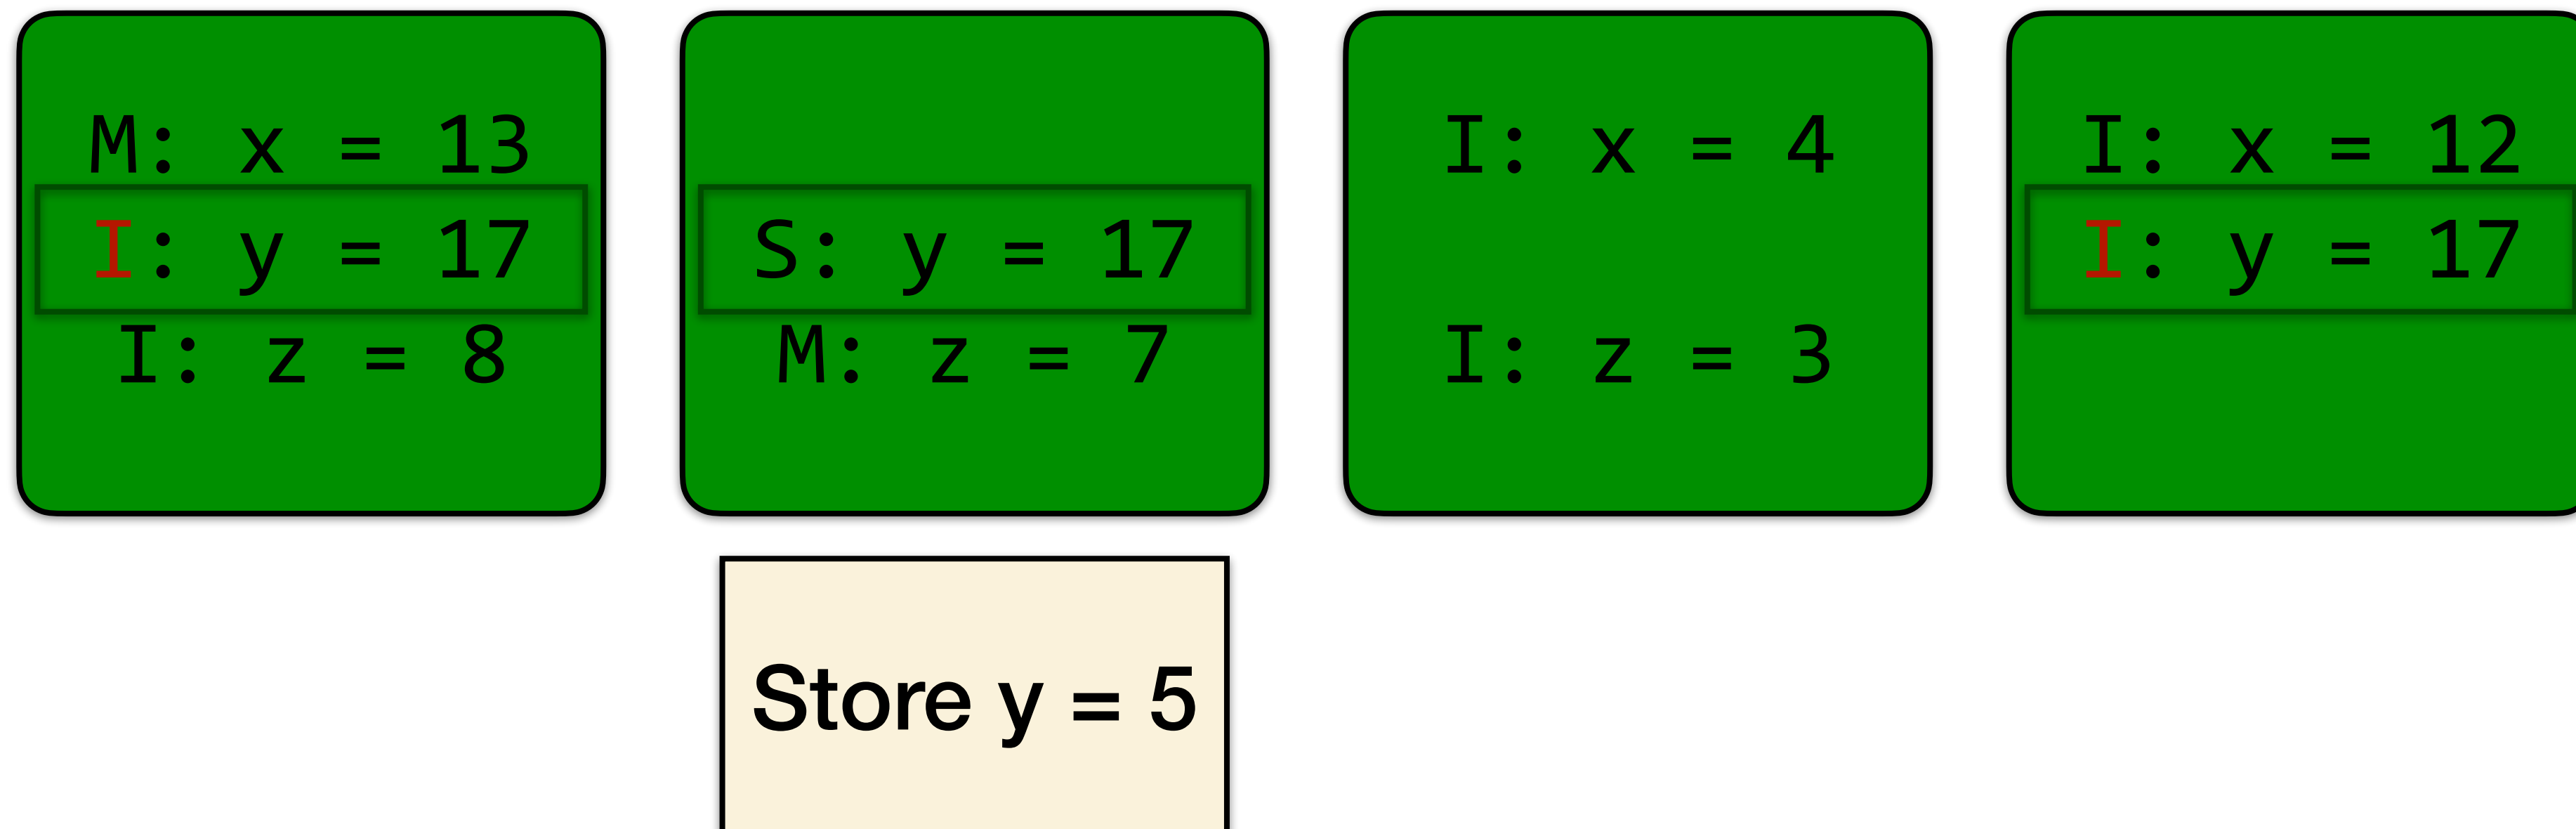 M: x = 13
I: y = 17
I: z = 8
S: y = 17
M: z = 7
I: x = 4
I: z = 3
I: x = 12
I: y = 17
Store y = 5